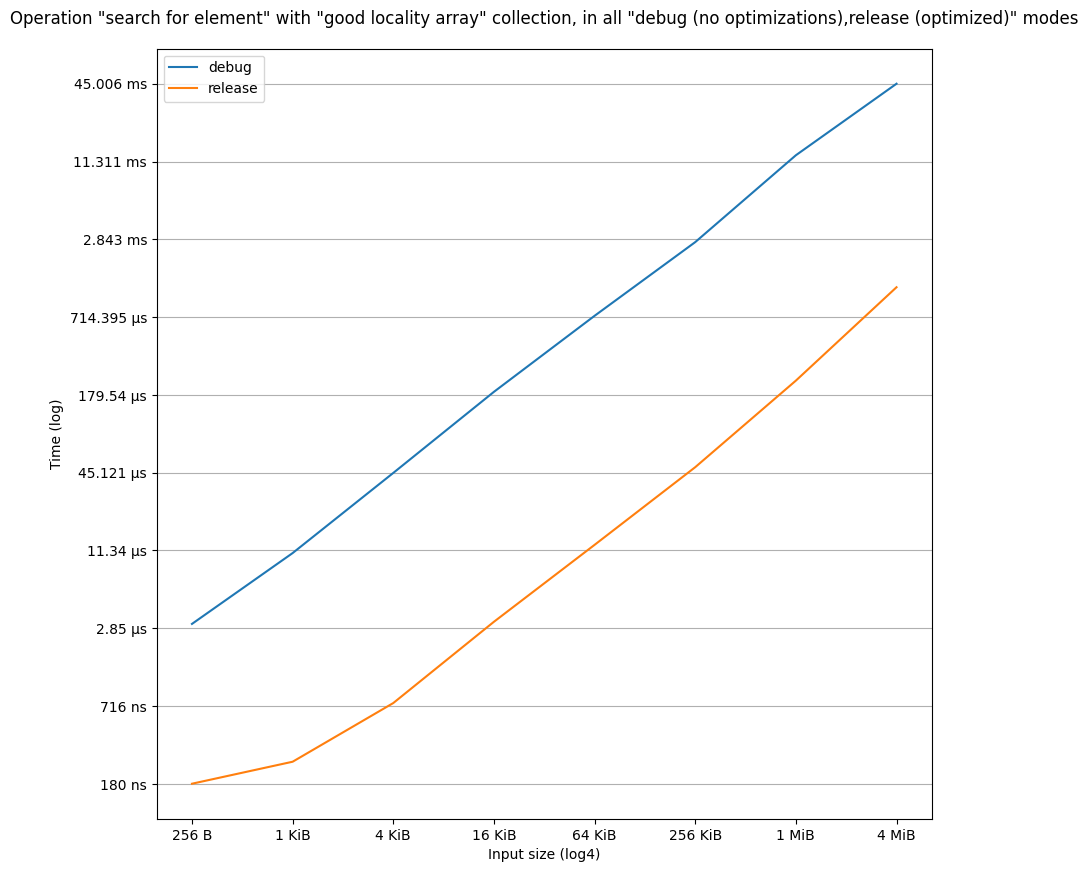 Operation "search for element" with "good locality array" collection, in all "debug (no optimizations),release (optimized)" modes
debug
release
45.006 ms
11.311 ms
2.843 ms
714.395 µs
179.54 µs
45.121 µs
11.34 µs
2.85 µs
716 ns
180 ns
Time (log)
256 B
1 KiB
4 KiB
16 KiB
64 KiB
256 KiB
1 MiB
4 MiB
Input size (log4)